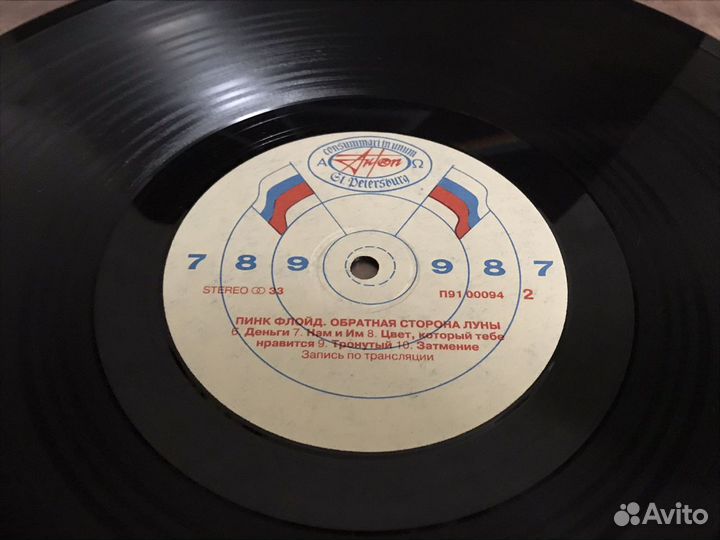 consummari in unum
А Антоп Ω
St Petersburg
7 8 9 9 8 7
STEREO 33 П91 00094 2
ПИНК ФЛОЙД. ОБРАТНАЯ СТОРОНА ЛУНЫ
6. Деньги 7. Нам и Им 8. Цвет, который тебе
нравится 9. Тронутый 10. Затмение
Запись по трансляции
Avito